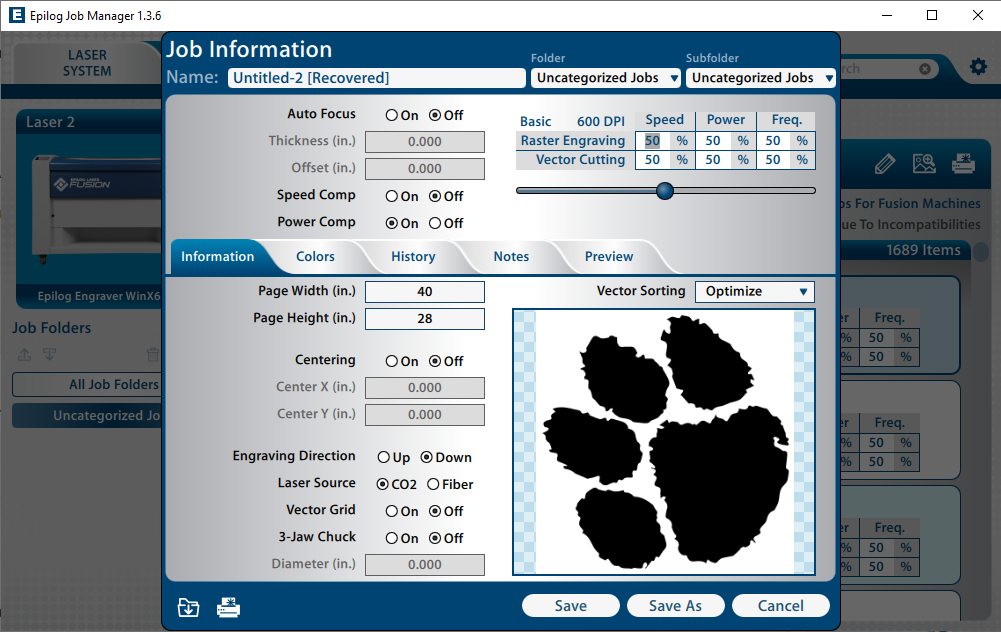 Epilog Job Manager 1.3.6
LASER
SYSTEM
Job Information
Name: Untitled-2 [Recovered]
Folder
Uncategorized Jobs
Subfolder
Uncategorized Jobs
rch
Laser 2
EPILOG LASER
FUSION
Epilog Engraver WinX6
Job Folders
All Job Folders
Uncategorized Jo
Auto Focus On Off
Thickness (in.) 0.000
Offset (in.) 0.000
Speed Comp On Off
Power Comp On Off
Basic 600 DPI Speed Power Freq.
Raster Engraving 50 % 50 % 50 %
Vector Cutting 50 % 50 % 50 %
Information Colors History Notes Preview
Page Width (in.) 40
Page Height (in.) 28
Centering On Off
Center X (in.) 0.000
Center Y (in.) 0.000
Engraving Direction Up Down
Laser Source CO2 Fiber
Vector Grid On Off
3-Jaw Chuck On Off
Diameter (in.) 0.000
Vector Sorting Optimize
Save Save As Cancel
bs For Fusion Machines
ue To Incompatibilities
1689 Items
er Freq.
% 50 %
% 50 %
er Freq.
% 50 %
% 50 %
er Freq.
% 50 %
% 50 %